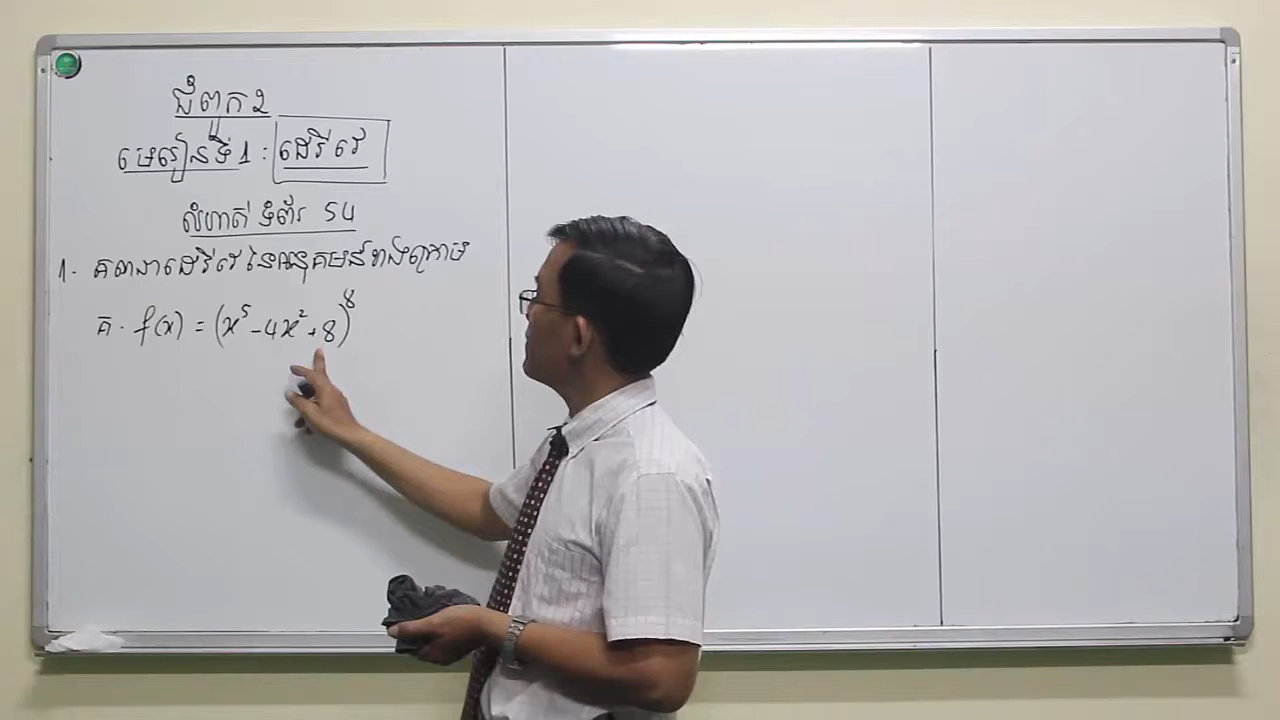 ជំពូក ២
មេរៀនទី 1 : ដេរីវេ
លំហាត់ ទំព័រ 54
1. គណនាដេរីវេ នៃអនុគមន៍ខាងក្រោម
គ. f(x) = (x⁵ - 4x² + 8)⁸